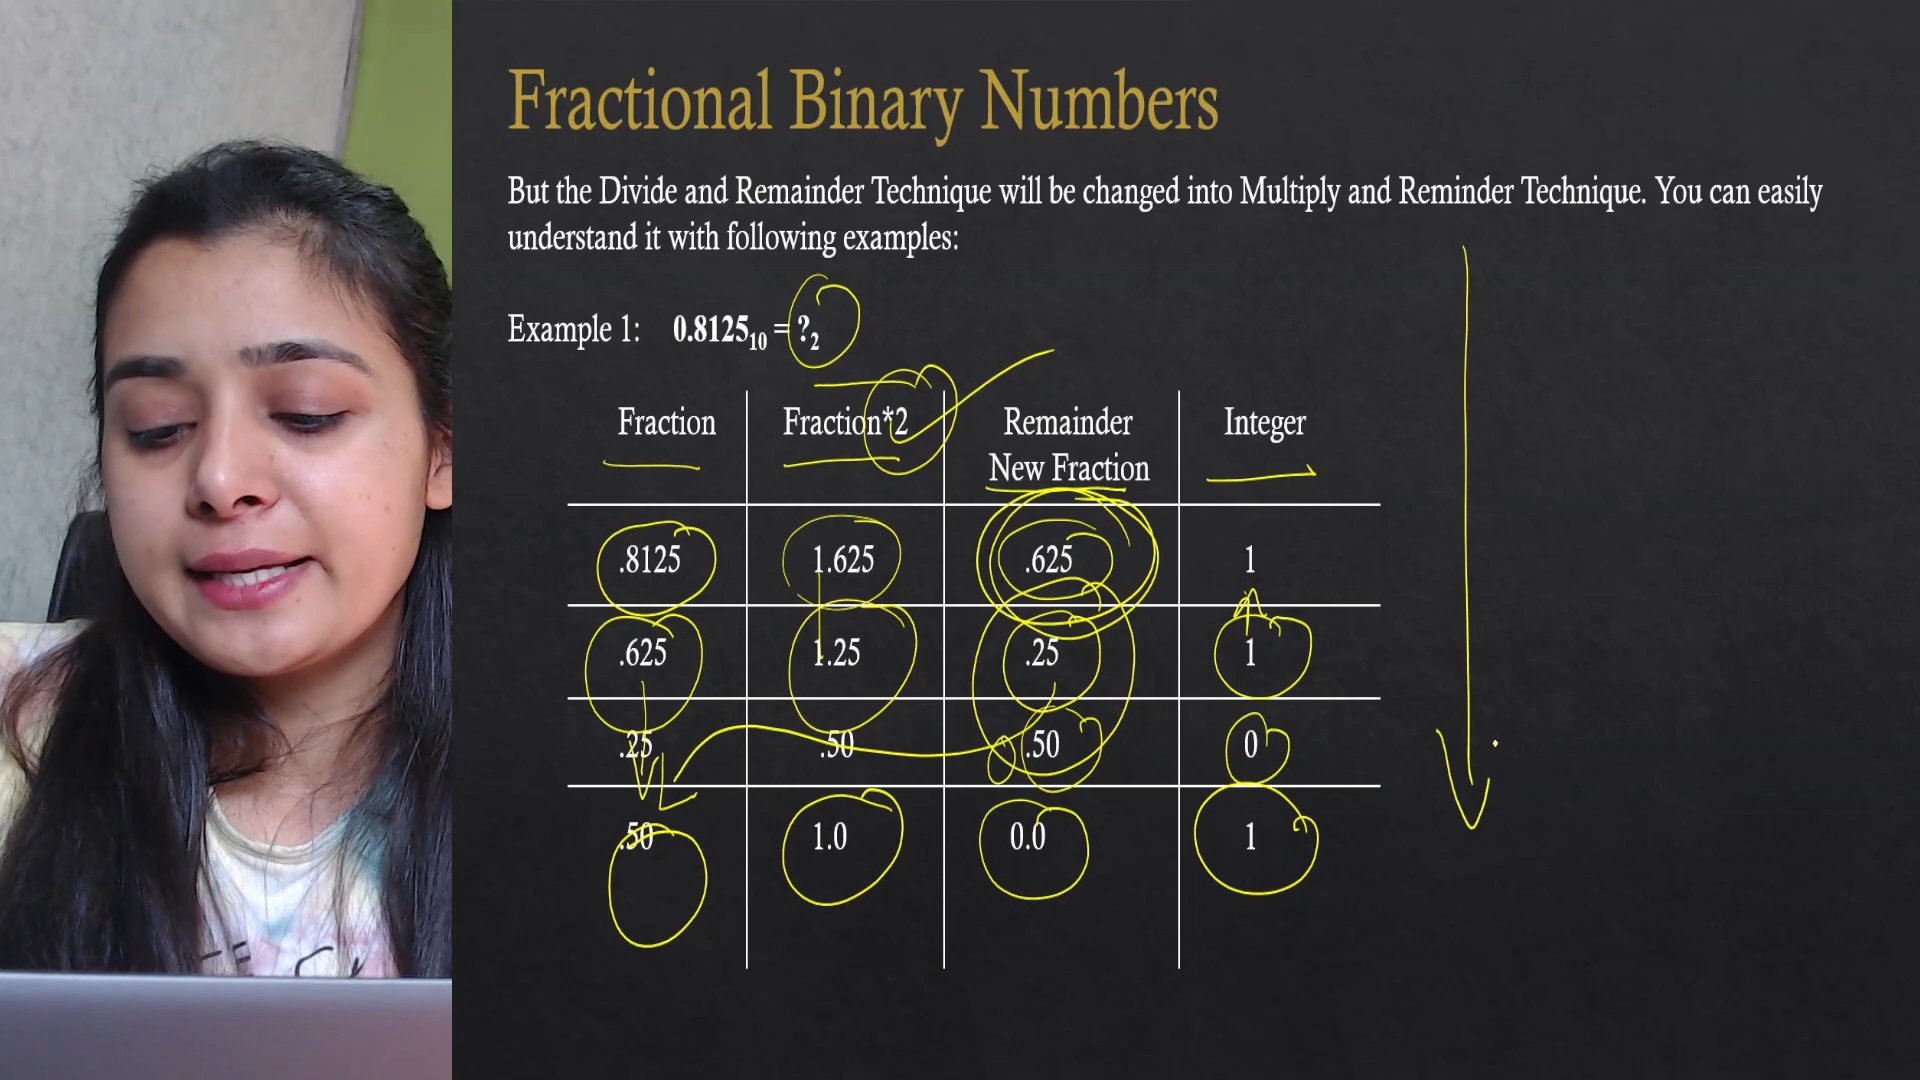 Fractional Binary Numbers
But the Divide and Remainder Technique will be changed into Multiply and Reminder Technique. You can easily
understand it with following examples:
Example 1: 0.8125₁₀ = ?₂
Fraction Fraction*2 Remainder Integer
New Fraction
.8125 1.625 .625 1
.625 1.25 .25 1
.25 .50 .50 0
.50 1.0 0.0 1